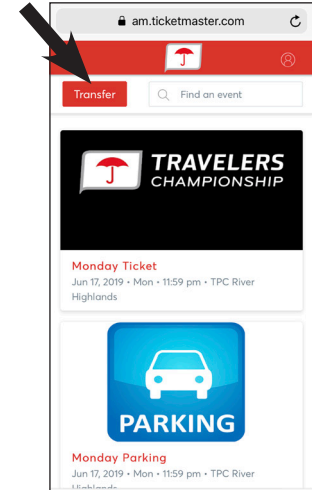 am.ticketmaster.com
Transfer
Find an event
TRAVELERS
CHAMPIONSHIP
Monday Ticket
Jun 17, 2019 • Mon • 11:59 pm • TPC River
Highlands
PARKING
Monday Parking
Jun 17, 2019 • Mon • 11:59 pm • TPC River
Highlands